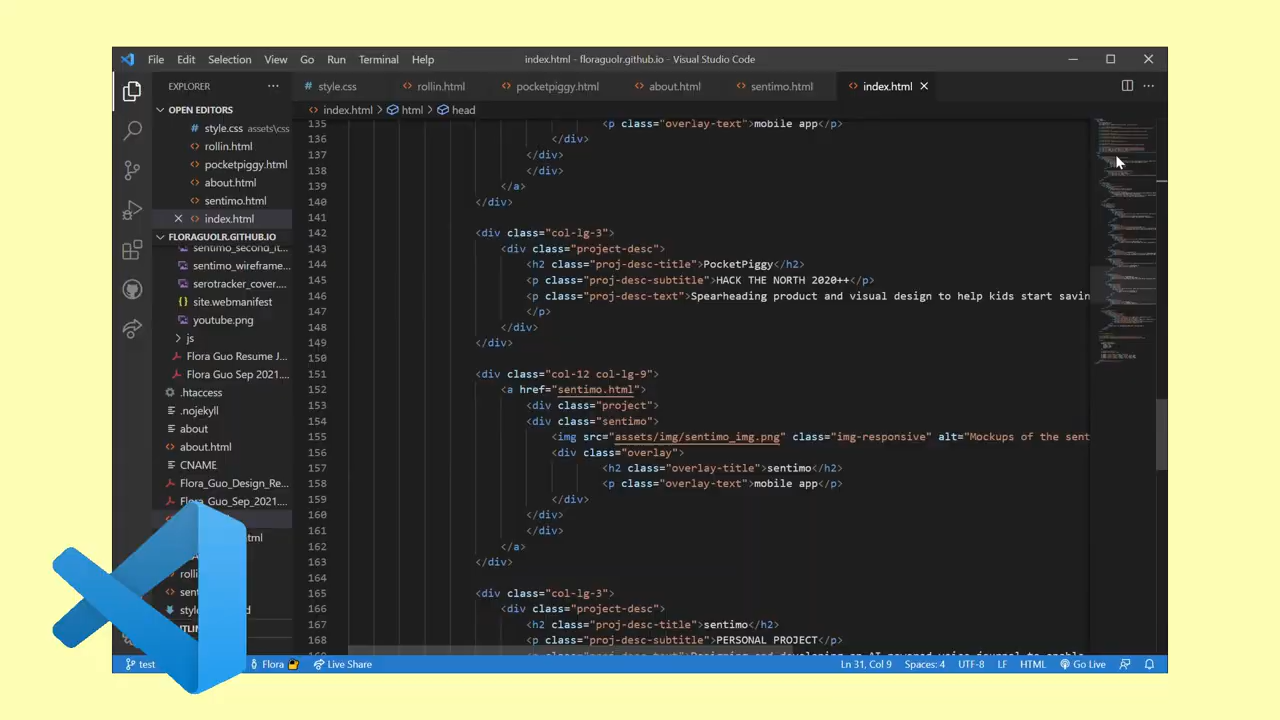 File Edit Selection View Go Run Terminal Help
index.html - floraguolr.github.io - Visual Studio Code
EXPLORER
style.css rollin.html pocketpiggy.html about.html sentimo.html index.html
OPEN EDITORS
index.html > html > head
style.css assets\css
rollin.html
pocketpiggy.html
about.html
sentimo.html
index.html
FLORAGUOLR.GITHUB.IO
sentimo_second_it...
sentimo_wireframe...
serotracker_cover....
site.webmanifest
youtube.png
js
Flora Guo Resume J...
Flora Guo Sep 2021....
.htaccess
.nojekyll
about
about.html
CNAME
Flora_Guo_Design_Re...
Flora_Guo_Sep_2021....
135 <p class="overlay-text">mobile app</p>
136 </div>
137 </div>
138 </div>
139 </a>
140 </div>
141
142 <div class="col-lg-3">
143 <div class="project-desc">
144 <h2 class="proj-desc-title">PocketPiggy</h2>
145 <p class="proj-desc-subtitle">HACK THE NORTH 2020++</p>
146 <p class="proj-desc-text">Spearheading product and visual design to help kids start savin
147 </p>
148 </div>
149 </div>
150
151 <div class="col-12 col-lg-9">
152 <a href="sentimo.html">
153 <div class="project">
154 <div class="sentimo">
155 <img src="assets/img/sentimo_img.png" class="img-responsive" alt="Mockups of the sent
156 <div class="overlay">
157 <h2 class="overlay-title">sentimo</h2>
158 <p class="overlay-text">mobile app</p>
159 </div>
160 </div>
161 </div>
162 </a>
163 </div>
164
165 <div class="col-lg-3">
166 <div class="project-desc">
167 <h2 class="proj-desc-title">sentimo</h2>
168 <p class="proj-desc-subtitle">PERSONAL PROJECT</p>
test Flora Live Share Ln 31, Col 9 Spaces: 4 UTF-8 LF HTML Go Live